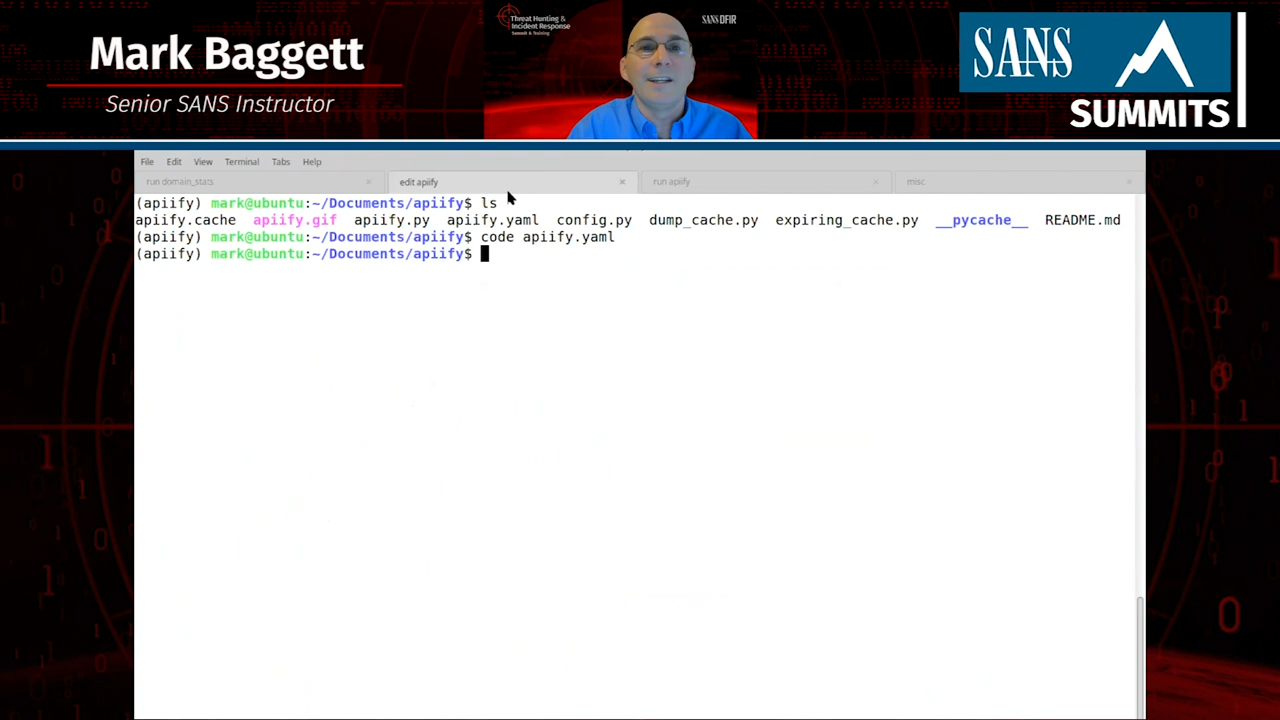 Mark Baggett
Senior SANS Instructor
Threat Hunting &
Incident Response
Summit & Training
SANS DFIR
SANS
SUMMITS
File Edit View Terminal Tabs Help
run domain_stats × edit apiify × run apiify × misc ×
(apiify) mark@ubuntu:~/Documents/apiify$ ls
apiify.cache apiify.gif apiify.py apiify.yaml config.py dump_cache.py expiring_cache.py __pycache__ README.md
(apiify) mark@ubuntu:~/Documents/apiify$ code apiify.yaml
(apiify) mark@ubuntu:~/Documents/apiify$